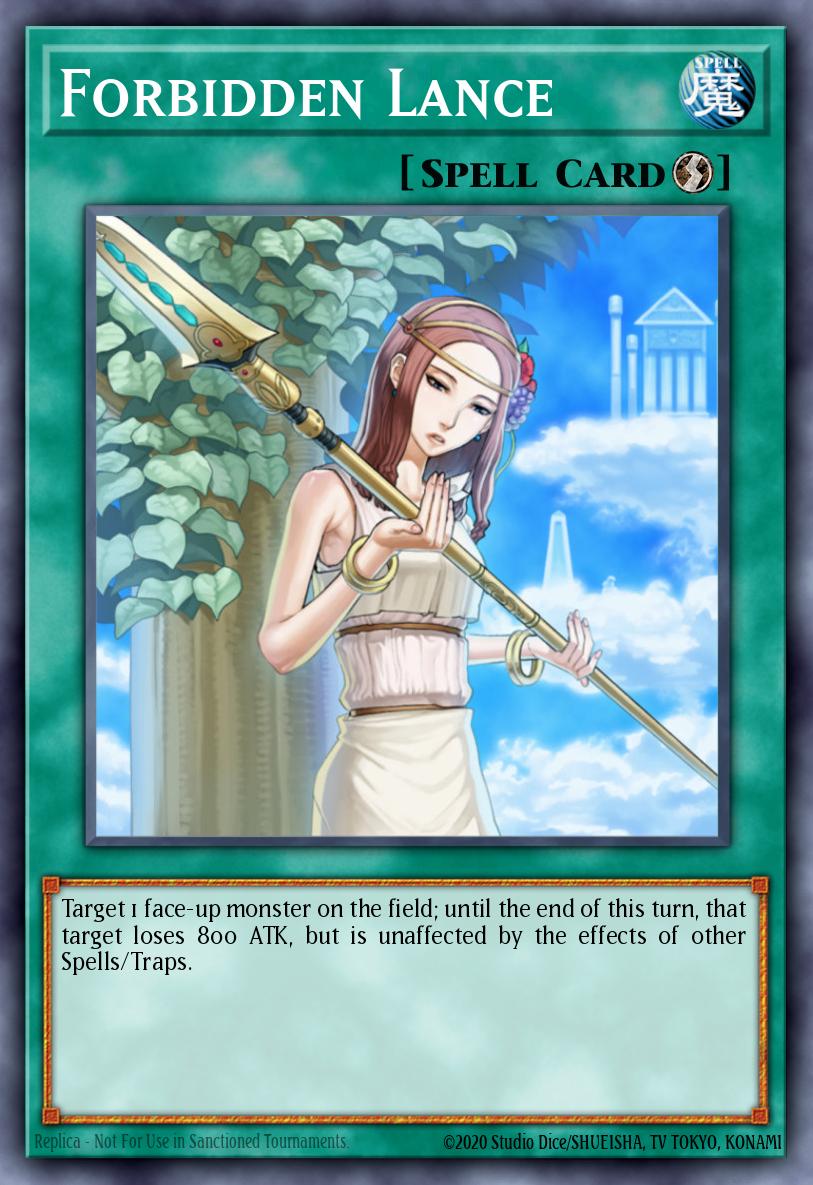 Forbidden Lance
SPELL
魔
[Spell Card]
Target 1 face-up monster on the field; until the end of this turn, that
target loses 800 ATK, but is unaffected by the effects of other
Spells/Traps.
Replica - Not For Use in Sanctioned Tournaments.
©2020 Studio Dice/SHUEISHA, TV TOKYO, KONAMI